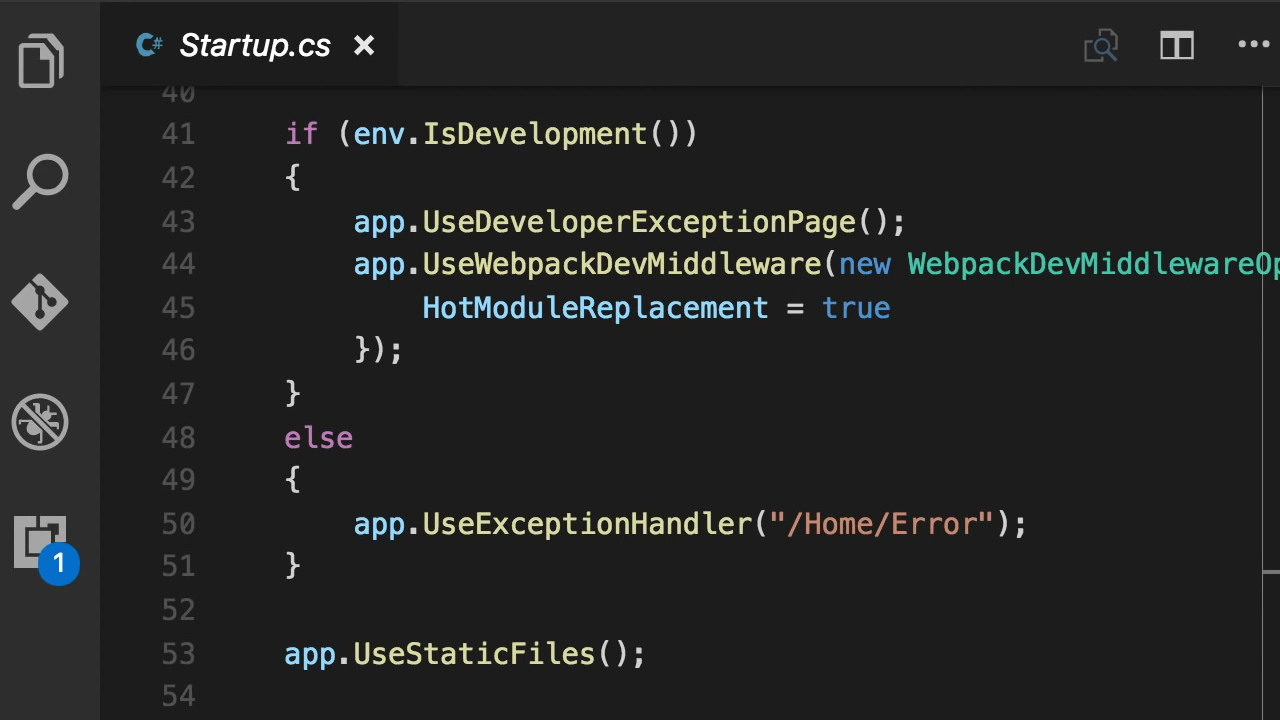 C# Startup.cs
40
41 if (env.IsDevelopment())
42 {
43 app.UseDeveloperExceptionPage();
44 app.UseWebpackDevMiddleware(new WebpackDevMiddlewareOp
45 HotModuleReplacement = true
46 });
47 }
48 else
49 {
50 app.UseExceptionHandler("/Home/Error");
51 }
52
53 app.UseStaticFiles();
54
1